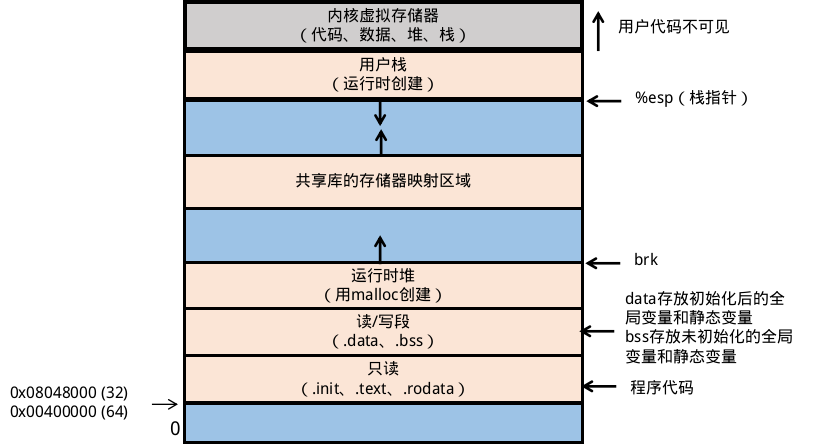 内核虚拟存储器
（代码、数据、堆、栈）
用户代码不可见
用户栈
（运行时创建）
%esp（栈指针）
共享库的存储器映射区域
brk
运行时堆
（用malloc创建）
data存放初始化后的全
局变量和静态变量
bss存放未初始化的全局
变量和静态变量
读/写段
（.data、.bss）
只读
（.init、.text、.rodata）
程序代码
0x08048000 (32)
0x00400000 (64)
0